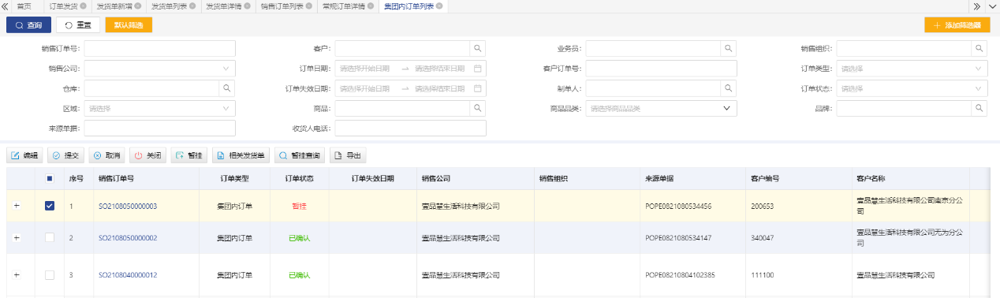 首页 订单发货 发货单新增 发货单列表 发货单详情 销售订单列表 常规订单详情 集团内订单列表
查询 重置 默认筛选 添加筛选器
销售订单号: 客户: 业务员: 销售组织:
销售公司: 订单日期: 请选择开始日期 请选择结束日期 客户订单号: 订单类型: 请选择
仓库: 订单失效日期: 请选择开始日期 请选择结束日期 制单人: 订单状态: 请选择
区域: 请选择 商品: 商品品类: 请选择商品品类 品牌:
来源单据: 收货人电话:
编辑 提交 取消 关闭 暂挂 相关发货单 暂挂查询 导出
序号 销售订单号 订单类型 订单状态 订单失效日期 销售公司 销售组织 来源单据 客户编号 客户名称
1 SO2108050000003 集团内订单 暂挂 壹品慧生活科技有限公司 POPE0821080534456 200653 壹品慧生活科技有限公司南京分公
司
2 SO2108050000002 集团内订单 已确认 壹品慧生活科技有限公司 POPE0821080534147 340047 壹品慧生活科技有限公司无为分公
司
3 SO2108040000012 集团内订单 已确认 壹品慧生活科技有限公司 POPE08210804102385 111100 壹品慧生活科技有限公司